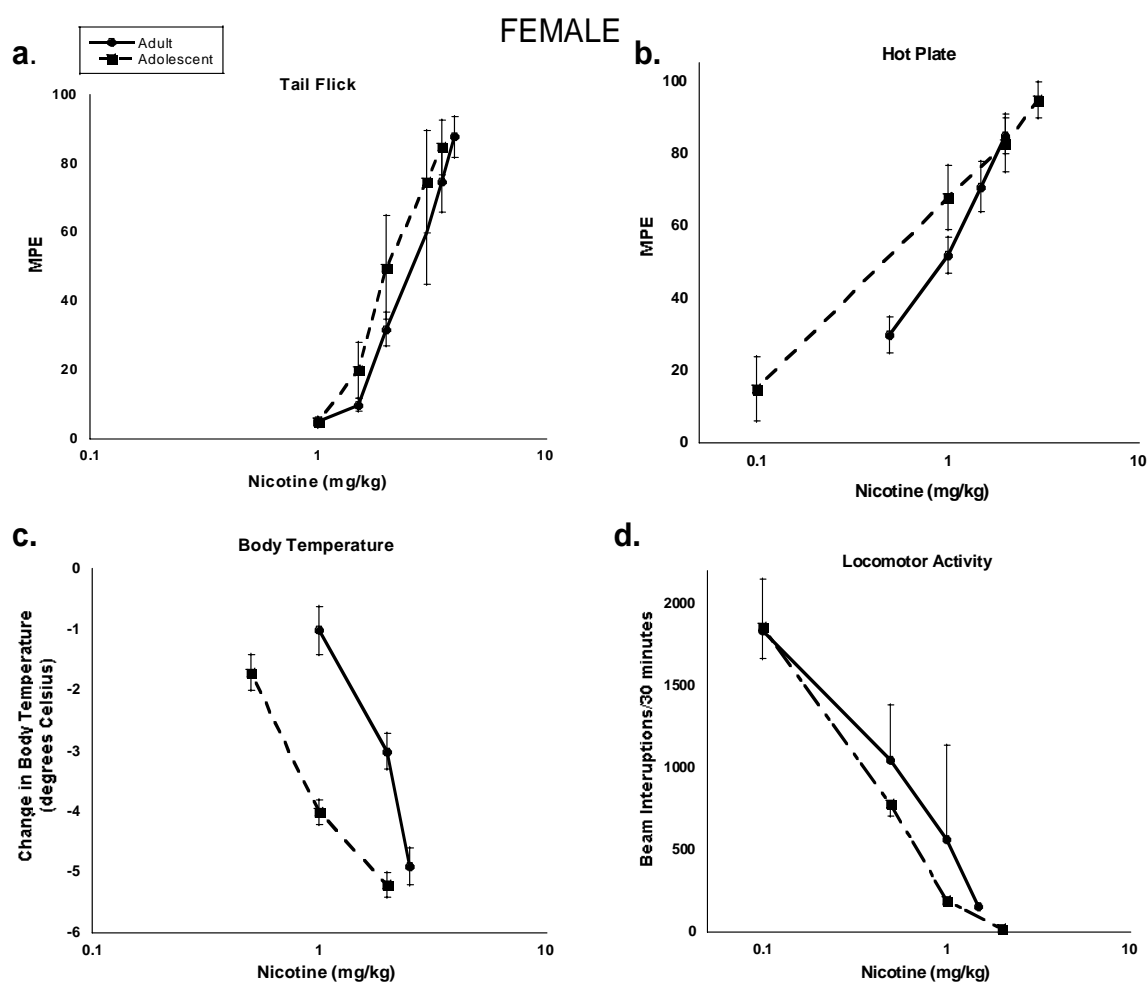 FEMALE
a.
Adult
Adolescent
Tail Flick
MPE
100
80
60
40
20
0
0.1
1
10
Nicotine (mg/kg)
b.
Hot Plate
MPE
100
80
60
40
20
0
0.1
1
10
Nicotine (mg/kg)
c.
Body Temperature
Change in Body Temperature
(degrees Celsius)
0
-1
-2
-3
-4
-5
-6
0.1
1
10
Nicotine (mg/kg)
d.
Locomotor Activity
Beam Interuptions/30 minutes
2000
1500
1000
500
0
0.1
1
10
Nicotine (mg/kg)